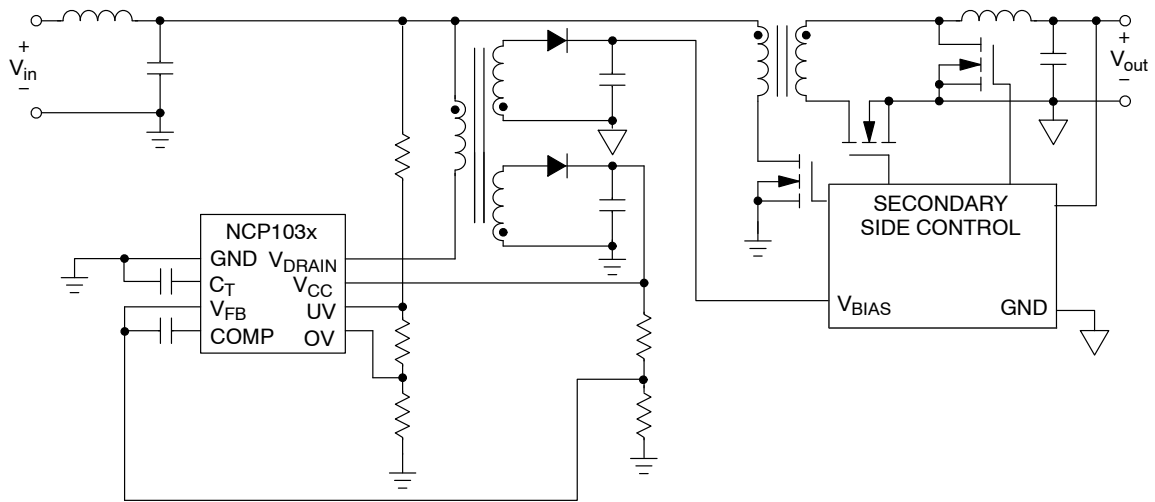 +
V_in
−
+
V_out
−
NCP103x
GND
C_T
V_FB
COMP
V_DRAIN
V_CC
UV
OV
SECONDARY
SIDE CONTROL
V_BIAS
GND